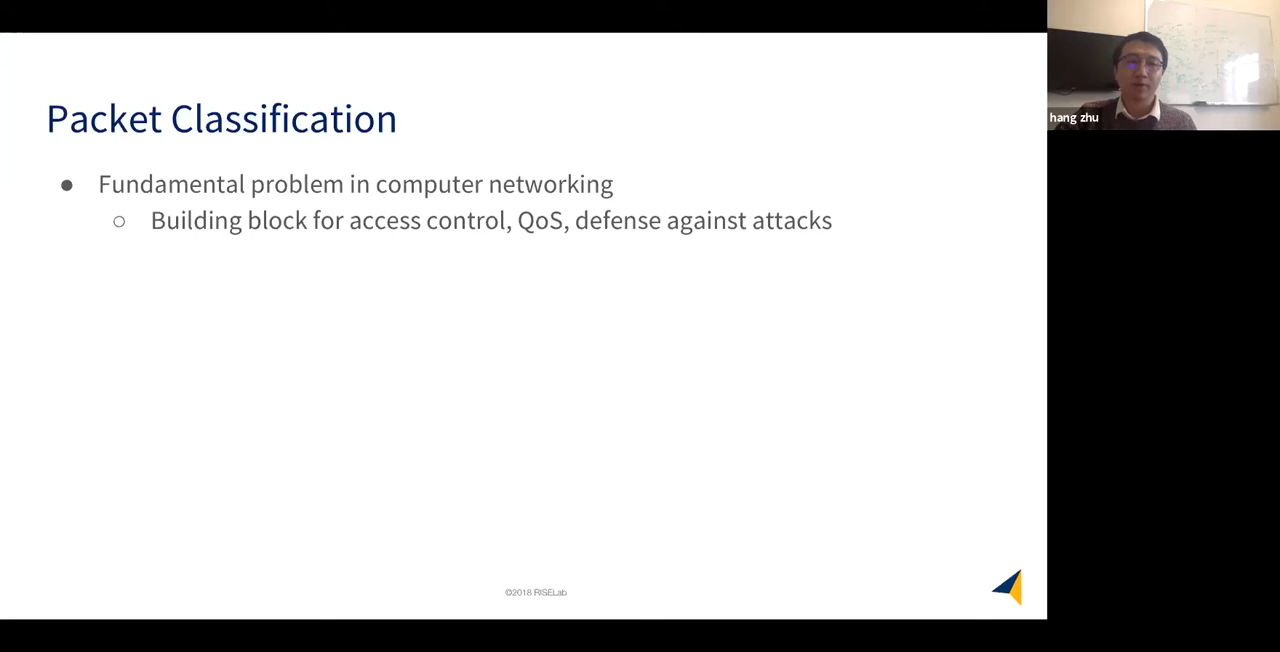 Packet Classification
● Fundamental problem in computer networking
○ Building block for access control, QoS, defense against attacks
©2018 RISELab
hang zhu